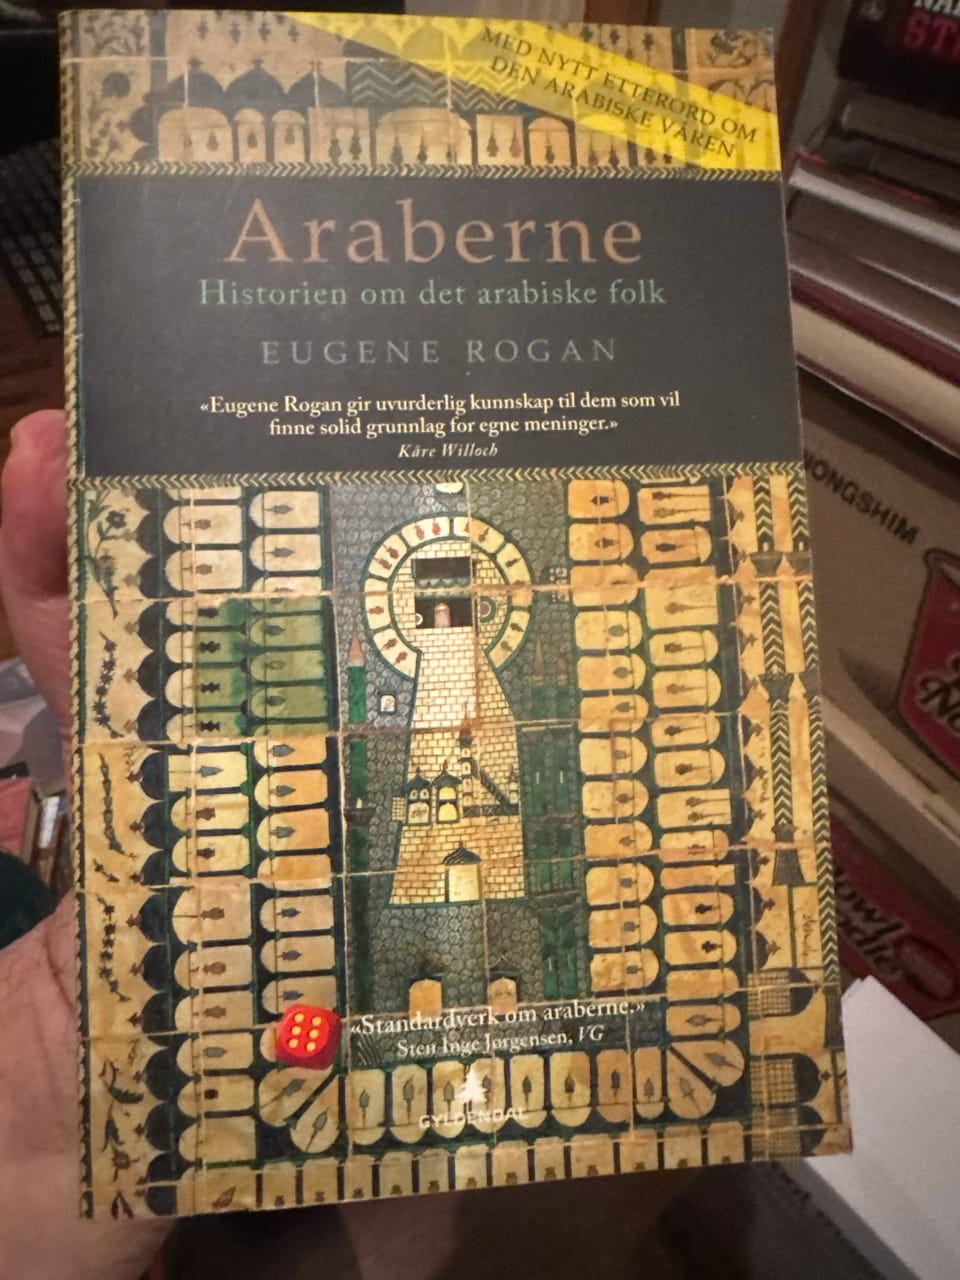 MED NYTT ETTERORD OM
DEN ARABISKE VÅREN
Araberne
Historien om det arabiske folk
EUGENE ROGAN
«Eugene Rogan gir uvurderlig kunnskap til dem som vil
finne solid grunnlag for egne meninger.»
Kåre Willoch
«Standardverk om araberne.»
Sten Inge Jørgensen, VG
GYLDENDAL
NONGSHIM